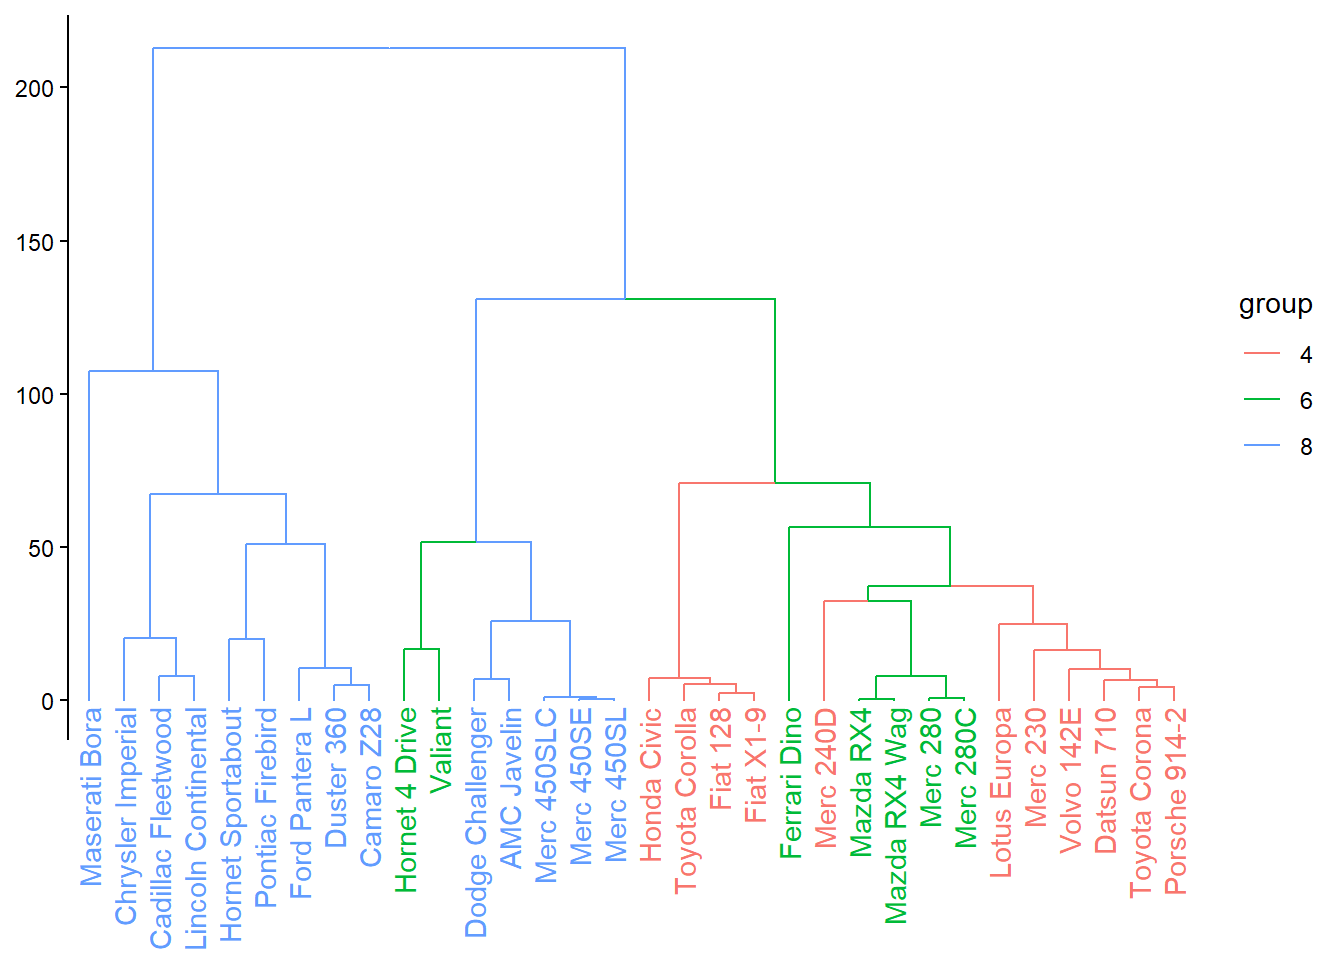 200
150
100
50
0
Maserati Bora
Chrysler Imperial
Cadillac Fleetwood
Lincoln Continental
Hornet Sportabout
Pontiac Firebird
Ford Pantera L
Duster 360
Camaro Z28
Hornet 4 Drive
Valiant
Dodge Challenger
AMC Javelin
Merc 450SLC
Merc 450SE
Merc 450SL
Honda Civic
Toyota Corolla
Fiat 128
Fiat X1-9
Ferrari Dino
Merc 240D
Mazda RX4
Mazda RX4 Wag
Merc 280
Merc 280C
Lotus Europa
Merc 230
Volvo 142E
Datsun 710
Toyota Corona
Porsche 914-2
group
4
6
8